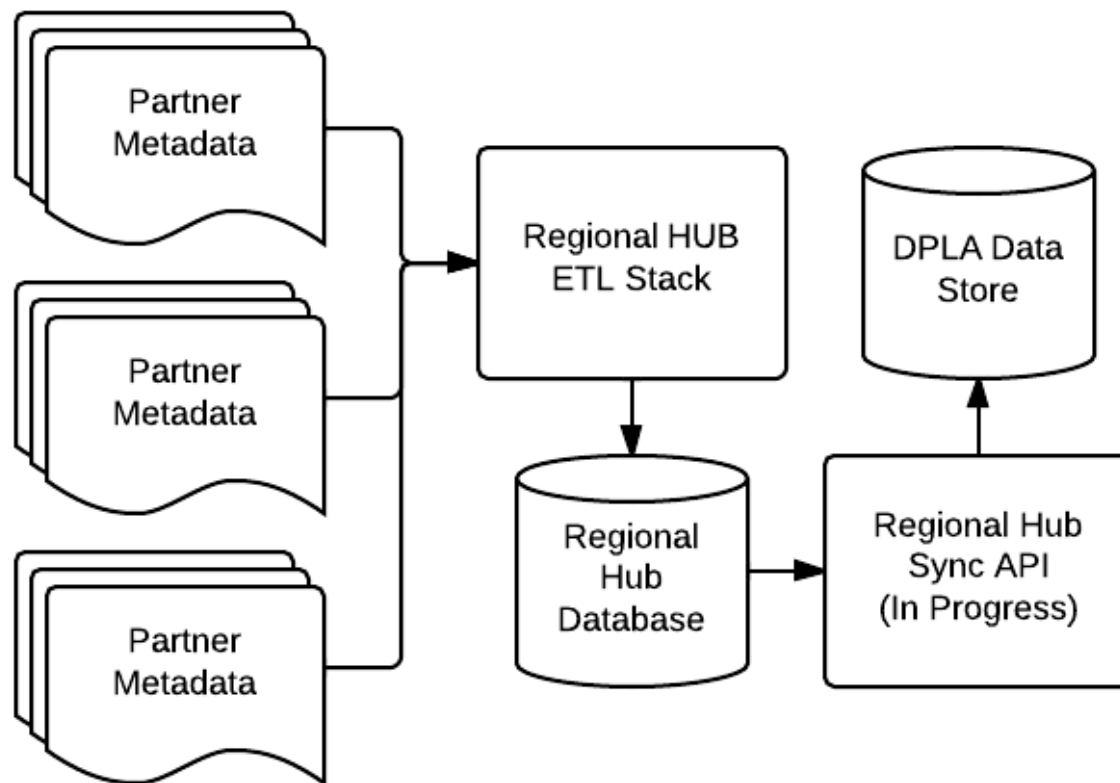 Partner
Metadata
Regional HUB
ETL Stack
DPLA Data
Store
Partner
Metadata
Regional
Hub
Database
Regional Hub
Sync API
(In Progress)
Partner
Metadata